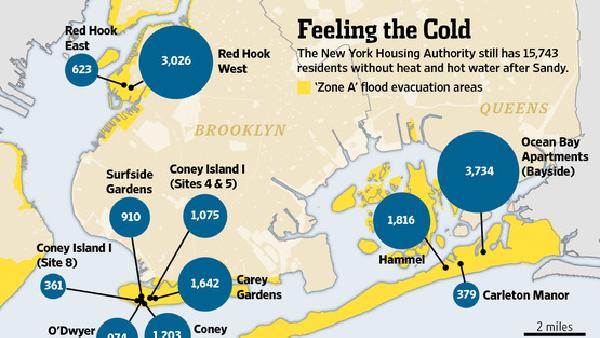 Feeling the Cold
The New York Housing Authority still has 15,743
residents without heat and hot water after Sandy.
'Zone A' flood evacuation areas
Red Hook
East
623
3,026
Red Hook
West
BROOKLYN
QUEENS
Ocean Bay
Apartments
(Bayside)
3,734
Surfside
Gardens
910
Coney Island I
(Sites 4 & 5)
1,075
1,816
Hammel
Coney Island I
(Site 8)
361
1,642
Carey
Gardens
379
Carleton Manor
O'Dwyer
974
1,203
Coney
2 miles